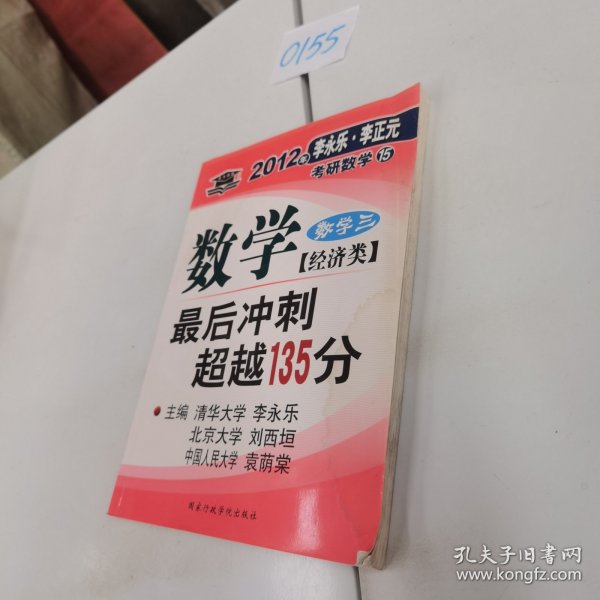 0155
2012年 李永乐·李正元
考研数学 15
数学 数学三
【经济类】
最后冲刺
超越135分
主编 清华大学 李永乐
北京大学 刘西垣
中国人民大学 袁荫棠
国家行政学院出版社
孔夫子旧书网
www.kongfz.com